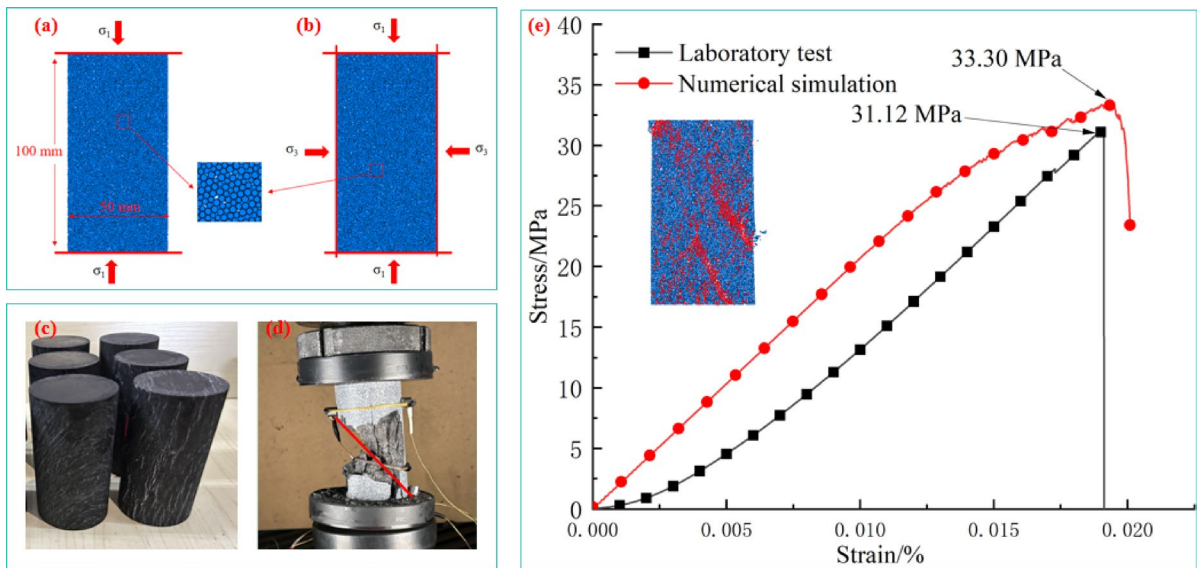 (a)
σ1
(b)
σ1
100 mm
50 mm
σ3
σ3
σ1
σ1
(c)
(d)
(e)
Laboratory test
Numerical simulation
33.30 MPa
31.12 MPa
Stress/MPa
40
35
30
25
20
15
10
5
0
0.000
0.005
0.010
0.015
0.020
Strain/%